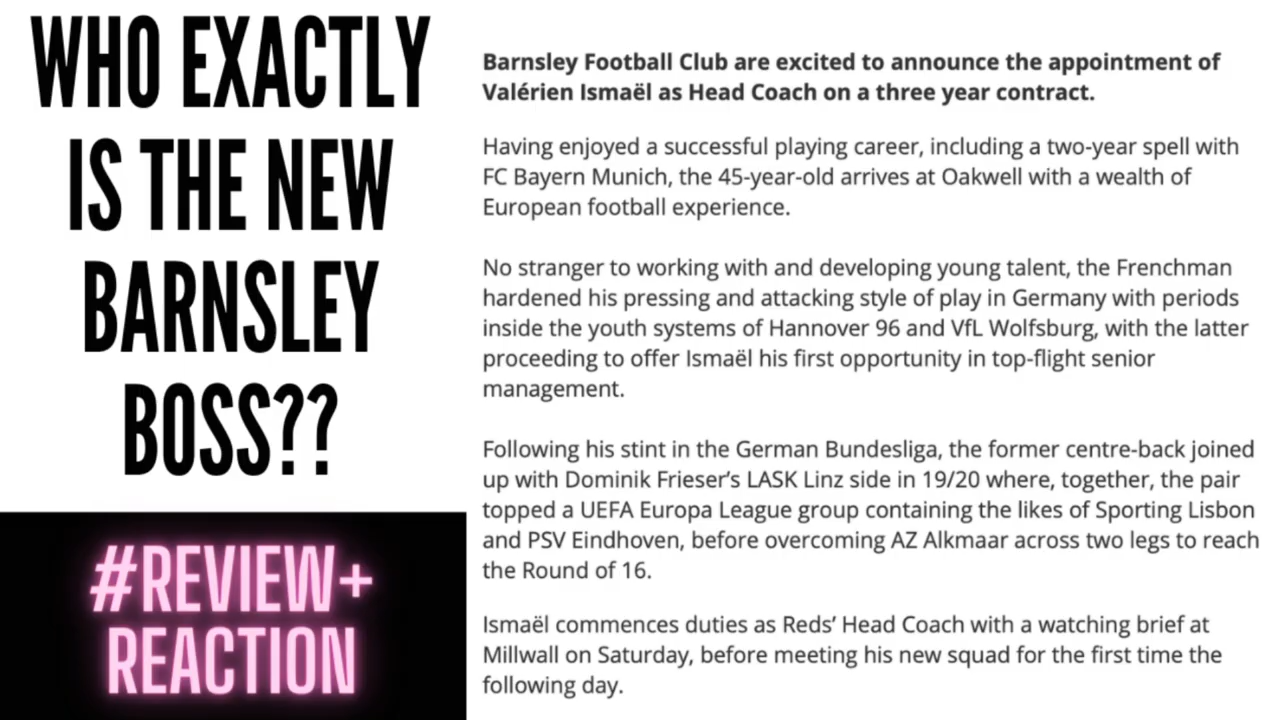 WHO EXACTLY
IS THE NEW
BARNSLEY
BOSS??
#REVIEW+
REACTION
Barnsley Football Club are excited to announce the appointment of
Valérien Ismaël as Head Coach on a three year contract.
Having enjoyed a successful playing career, including a two-year spell with
FC Bayern Munich, the 45-year-old arrives at Oakwell with a wealth of
European football experience.
No stranger to working with and developing young talent, the Frenchman
hardened his pressing and attacking style of play in Germany with periods
inside the youth systems of Hannover 96 and VfL Wolfsburg, with the latter
proceeding to offer Ismaël his first opportunity in top-flight senior
management.
Following his stint in the German Bundesliga, the former centre-back joined
up with Dominik Frieser’s LASK Linz side in 19/20 where, together, the pair
topped a UEFA Europa League group containing the likes of Sporting Lisbon
and PSV Eindhoven, before overcoming AZ Alkmaar across two legs to reach
the Round of 16.
Ismaël commences duties as Reds’ Head Coach with a watching brief at
Millwall on Saturday, before meeting his new squad for the first time the
following day.